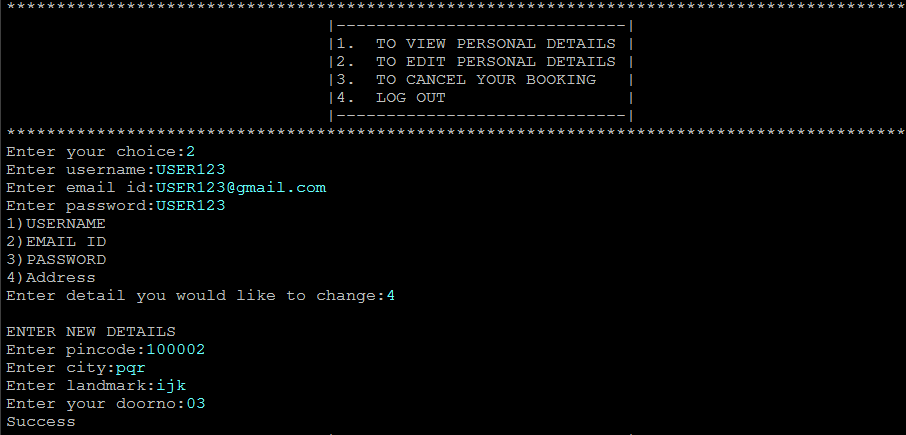 ******************************************************************************************
|-----------------------------|
|1.  TO VIEW PERSONAL DETAILS |
|2.  TO EDIT PERSONAL DETAILS |
|3.  TO CANCEL YOUR BOOKING   |
|4.  LOG OUT                  |
|-----------------------------|
******************************************************************************************
Enter your choice:2
Enter username:USER123
Enter email id:USER123@gmail.com
Enter password:USER123
1)USERNAME
2)EMAIL ID
3)PASSWORD
4)Address
Enter detail you would like to change:4

ENTER NEW DETAILS
Enter pincode:100002
Enter city:pqr
Enter landmark:ijk
Enter your doorno:03
Success